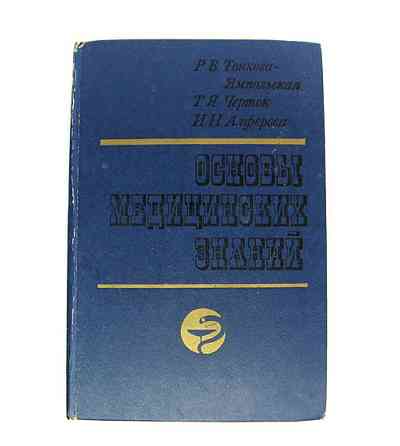 Р. В. Тонкова-
Ямпольская
Т. Я. Черток
И. Н. Алферова
ОСНОВЫ
МЕДИЦИНСКИХ
ЗНАНИЙ